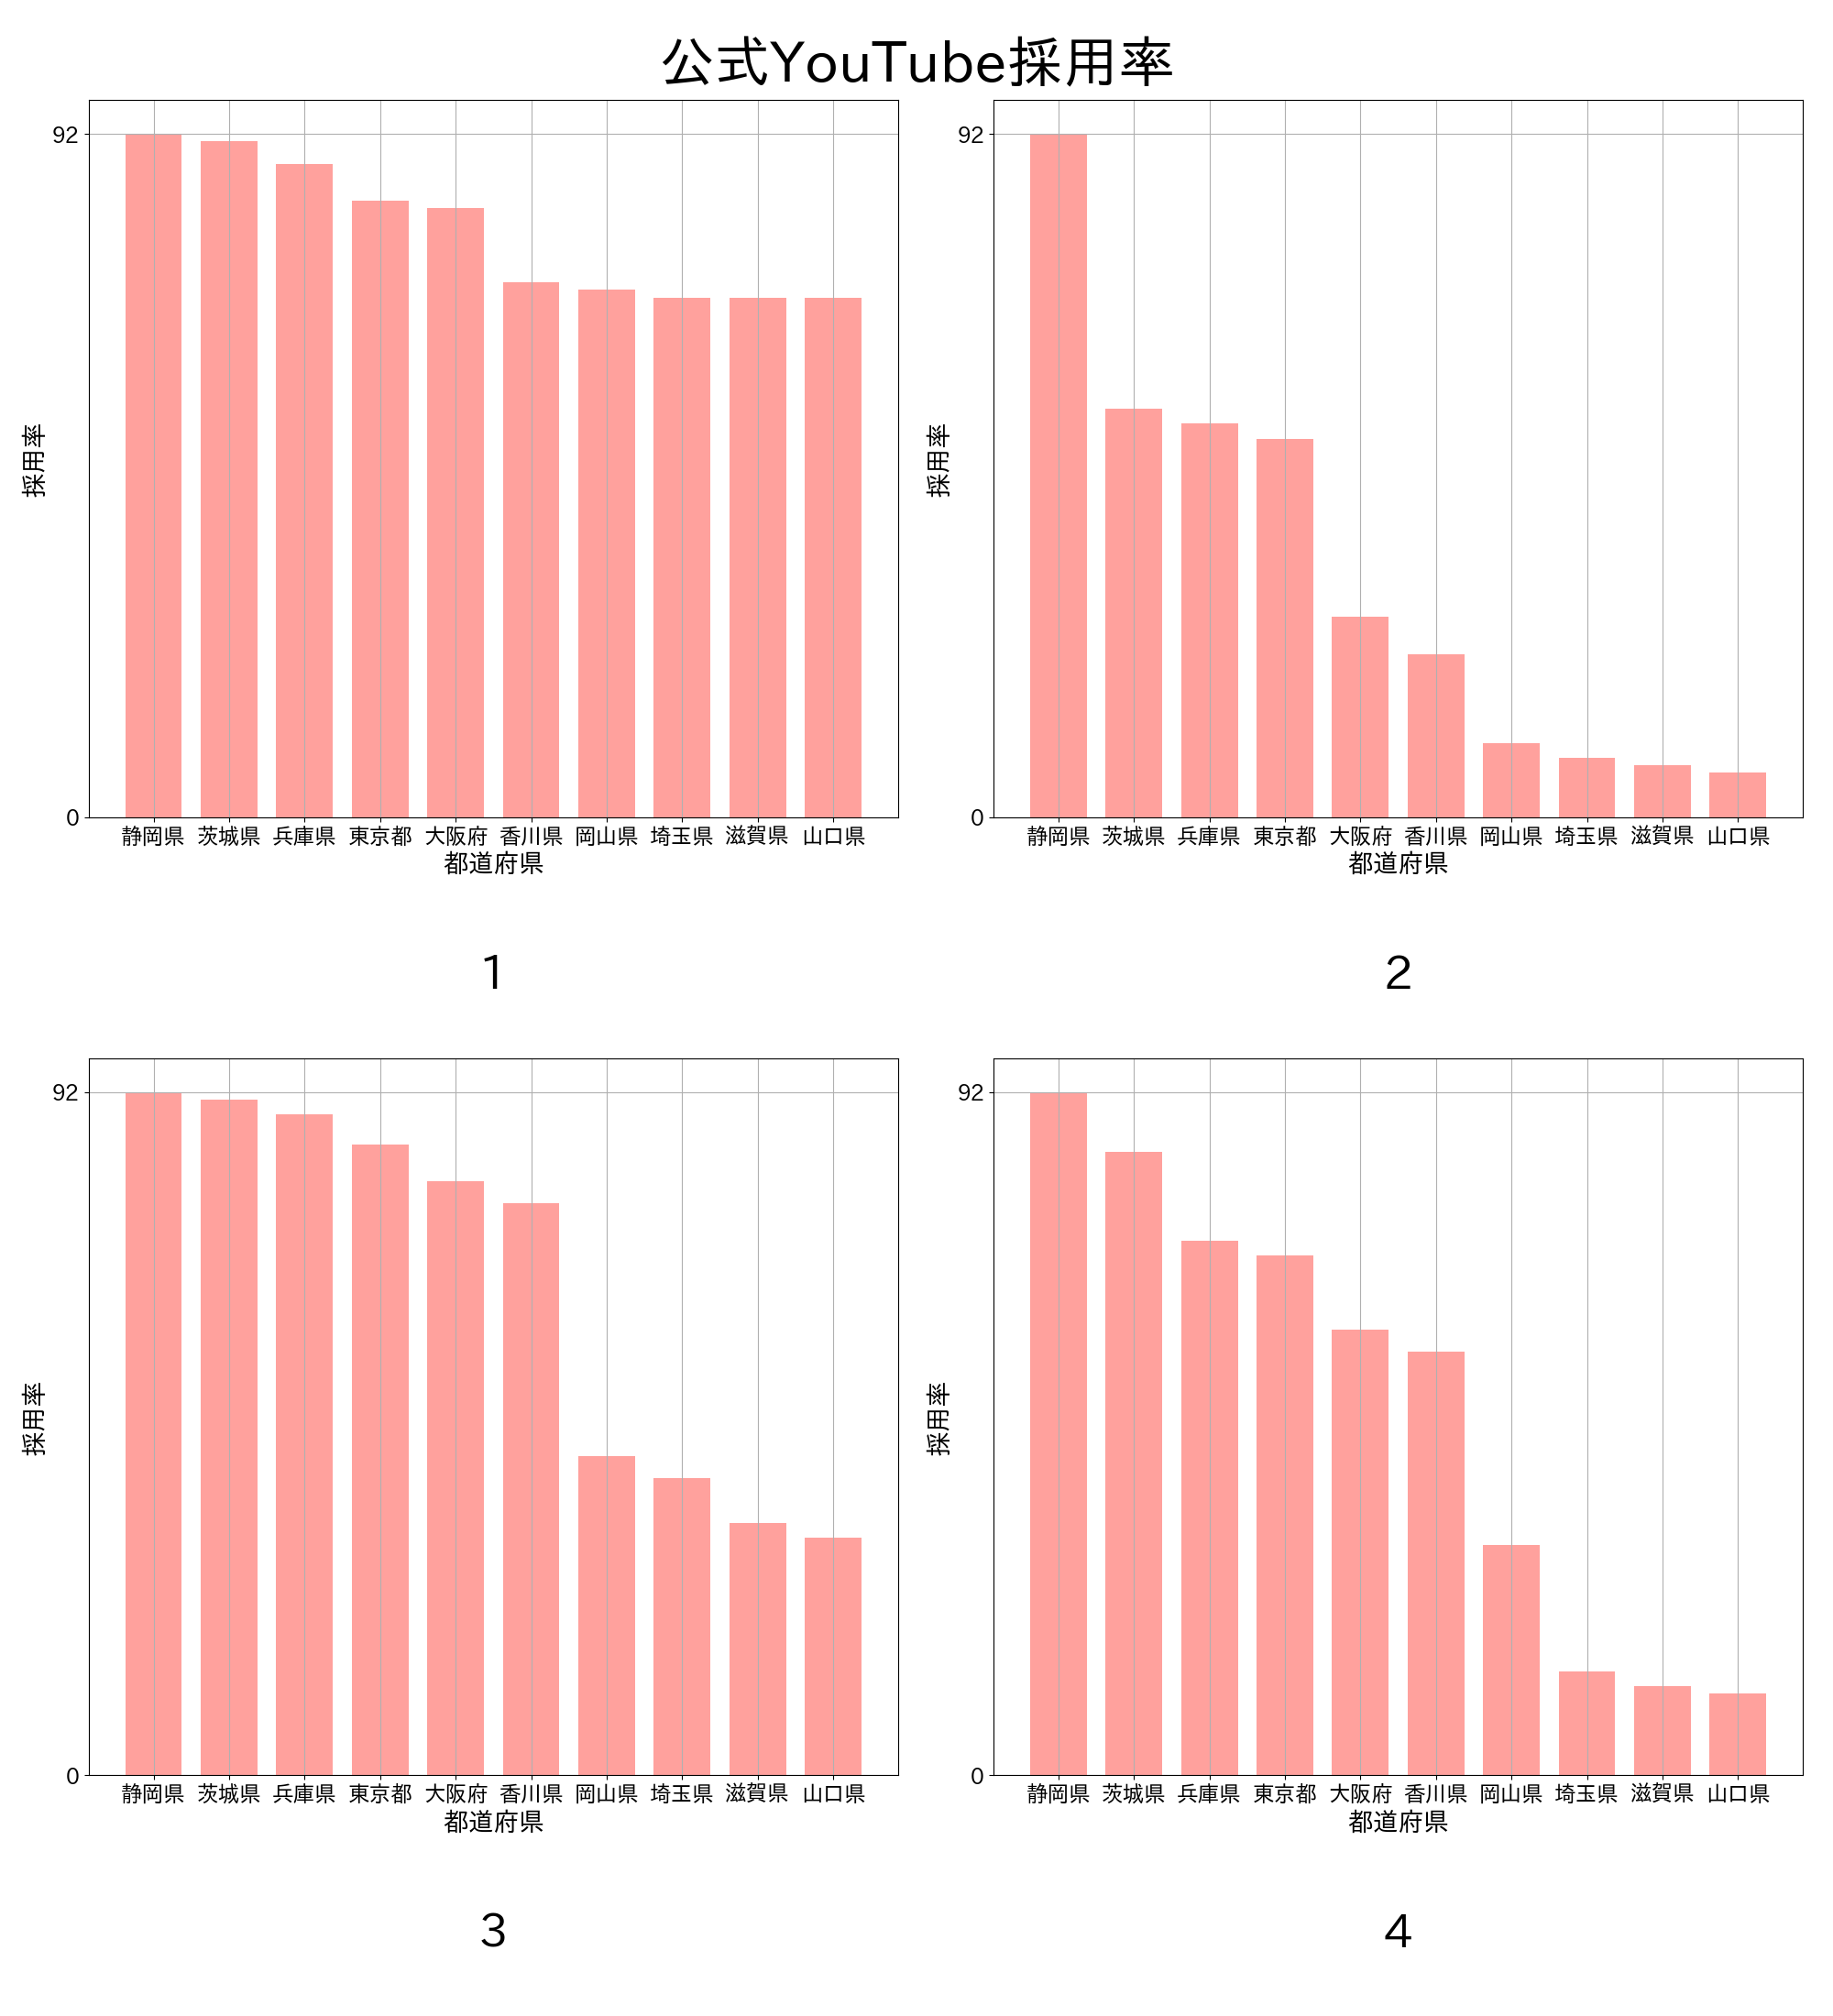 公式YouTube採用率
92
採用率
0
静岡県 茨城県 兵庫県 東京都 大阪府 香川県 岡山県 埼玉県 滋賀県 山口県
都道府県
1
92
採用率
0
静岡県 茨城県 兵庫県 東京都 大阪府 香川県 岡山県 埼玉県 滋賀県 山口県
都道府県
2
92
採用率
0
静岡県 茨城県 兵庫県 東京都 大阪府 香川県 岡山県 埼玉県 滋賀県 山口県
都道府県
3
92
採用率
0
静岡県 茨城県 兵庫県 東京都 大阪府 香川県 岡山県 埼玉県 滋賀県 山口県
都道府県
4